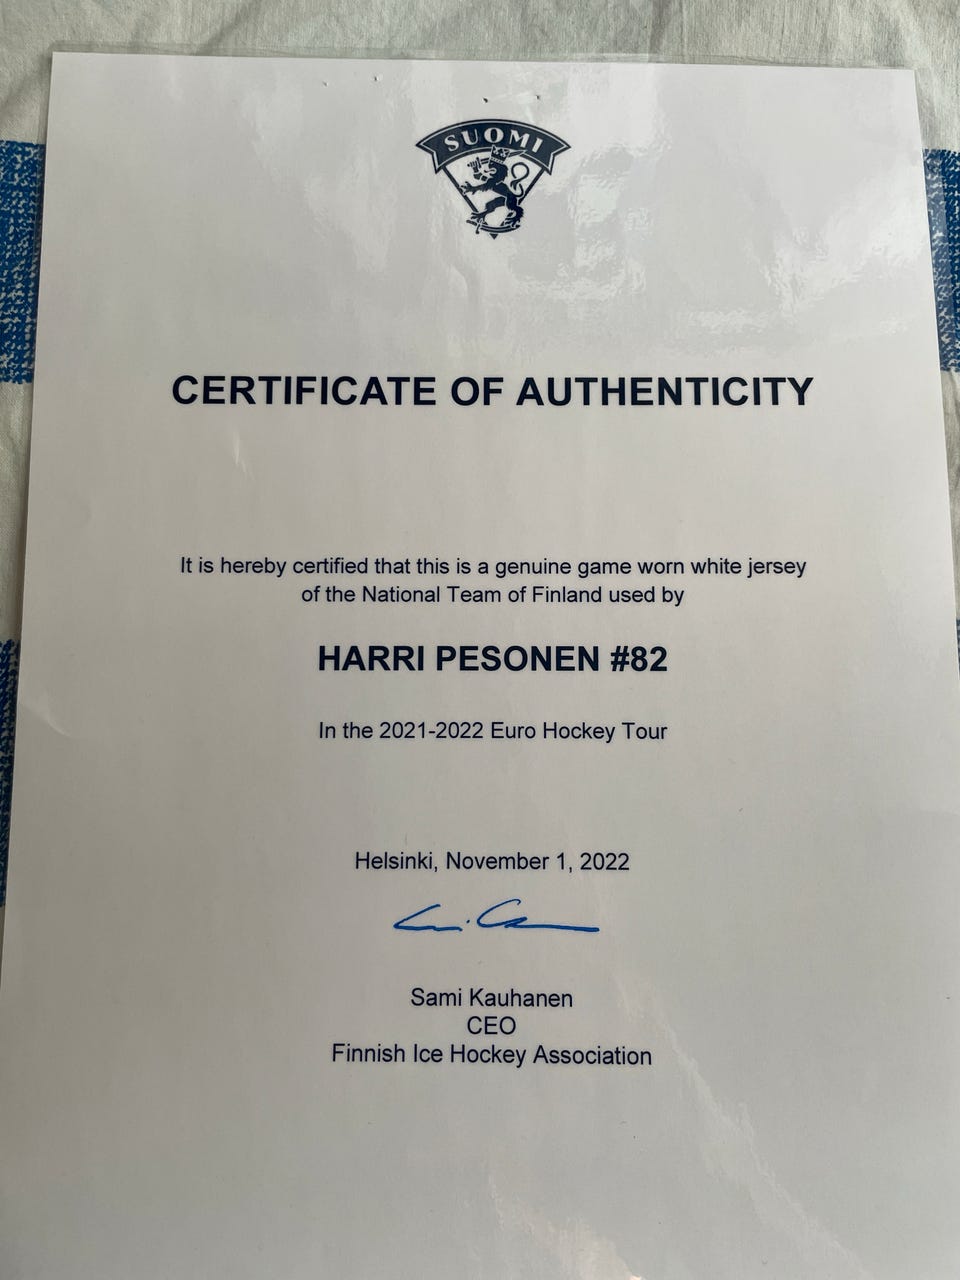 SUOMI
CERTIFICATE OF AUTHENTICITY
It is hereby certified that this is a genuine game worn white jersey
of the National Team of Finland used by
HARRI PESONEN #82
In the 2021-2022 Euro Hockey Tour
Helsinki, November 1, 2022
Sami Kauhanen
CEO
Finnish Ice Hockey Association